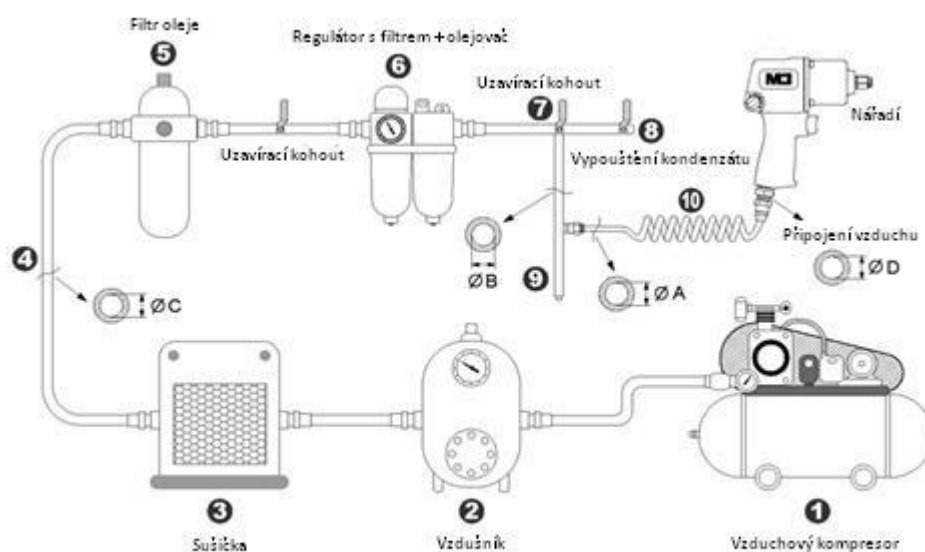 Filtr oleje
5
Regulátor s filtrem + olejovač
6
Uzavírací kohout
7
8
Nářadí
Uzavírací kohout
Vypouštění kondenzátu
10
Připojení vzduchu
4
ØB
9
ØA
ØD
ØC
3
2
1
Sušička
Vzdušník
Vzduchový kompresor